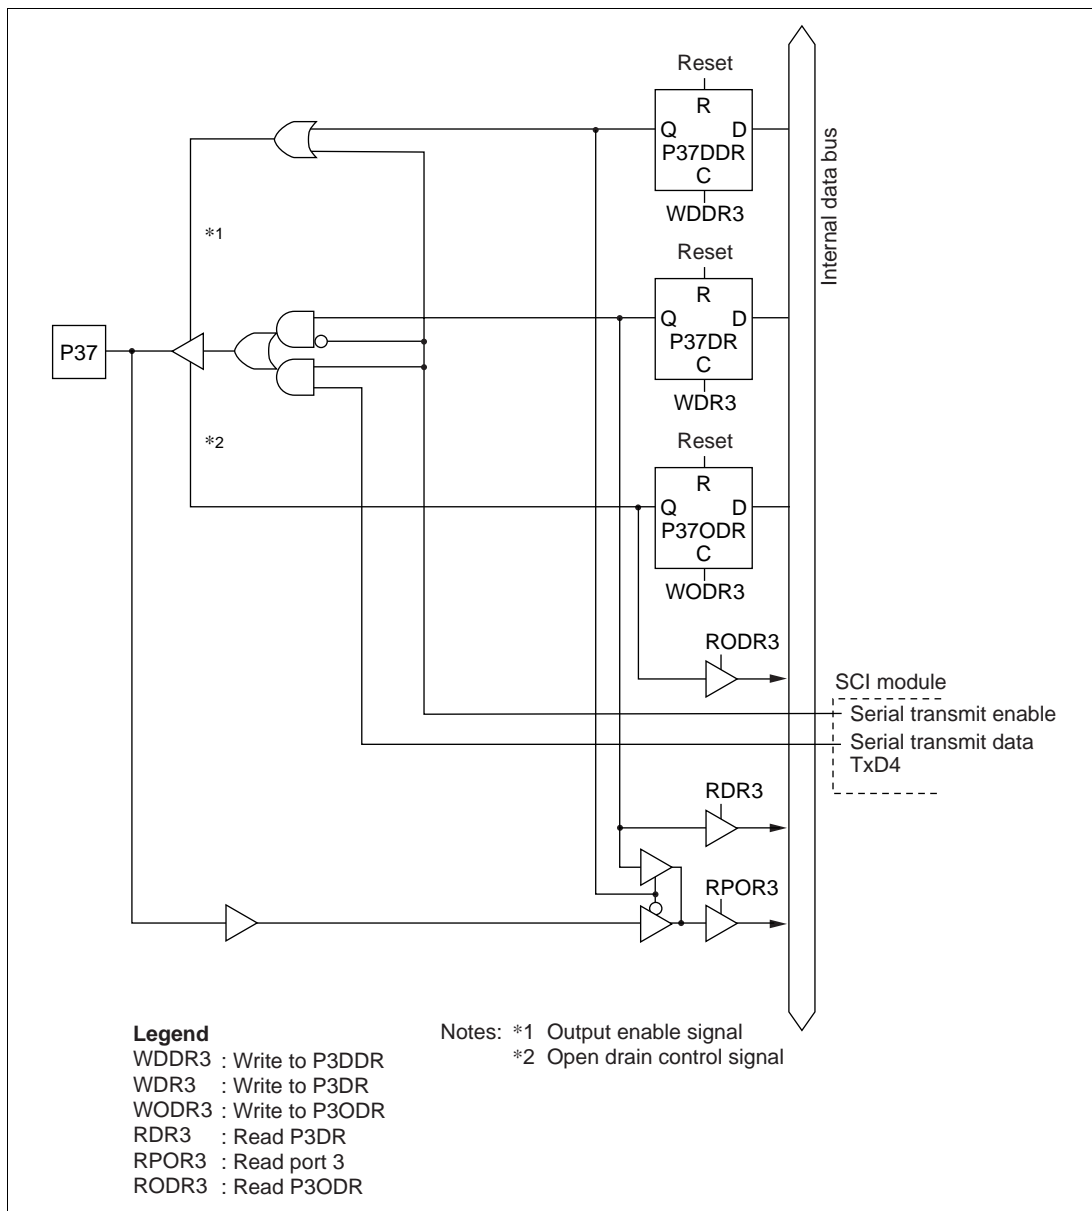 Reset
R
Q D
P37DDR
C
WDDR3
Internal data bus
*1
Reset
R
Q D
P37DR
C
WDR3
P37
*2
Reset
R
Q D
P37ODR
C
WODR3
RODR3
SCI module
Serial transmit enable
Serial transmit data
TxD4
RDR3
RPOR3
Legend
WDDR3 : Write to P3DDR
WDR3 : Write to P3DR
WODR3 : Write to P3ODR
RDR3 : Read P3DR
RPOR3 : Read port 3
RODR3 : Read P3ODR
Notes: *1 Output enable signal
*2 Open drain control signal